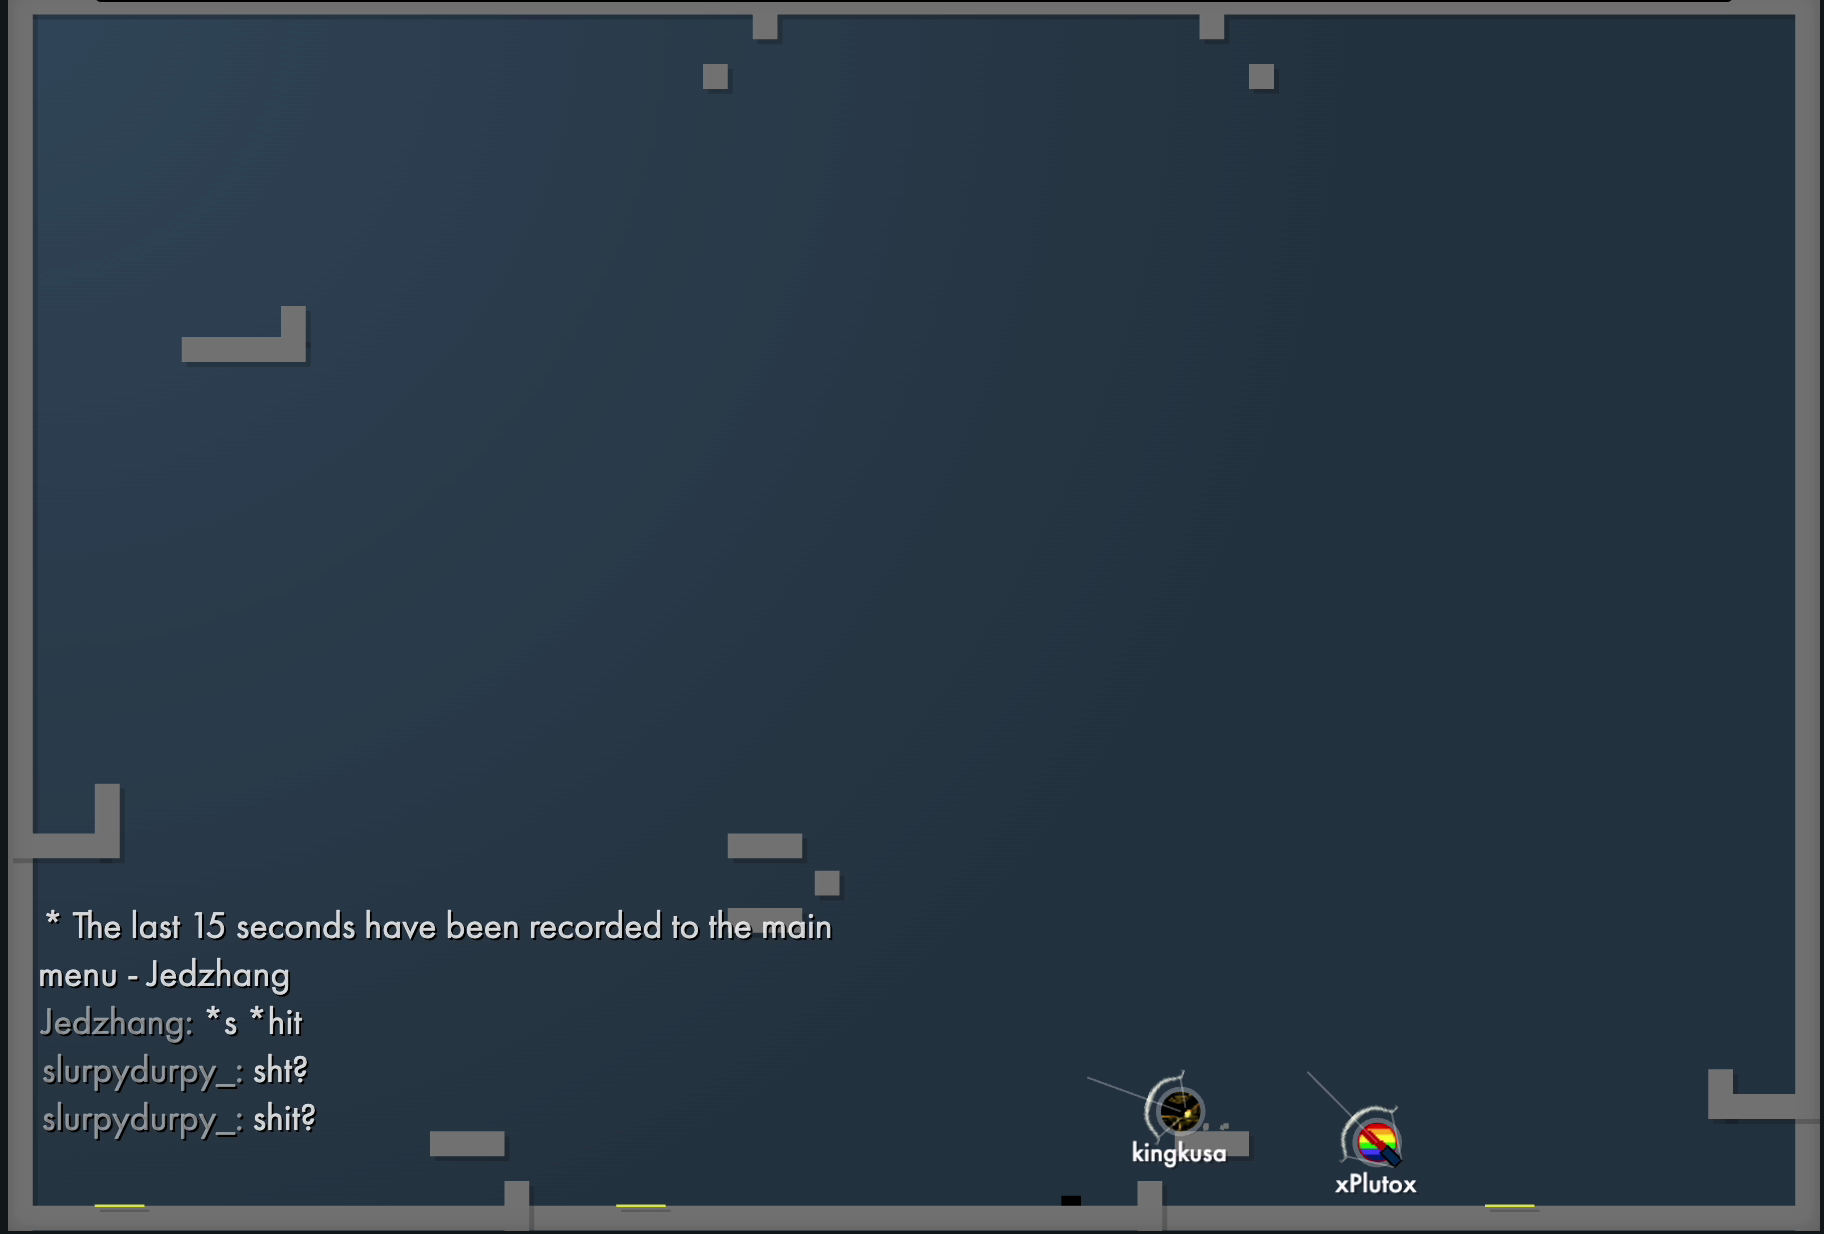 * The last 15 seconds have been recorded to the main
menu - Jedzhang
Jedzhang: *s *hit
slurpydurpy_: sht?
slurpydurpy_: shit?
kingkusa
xPlutox